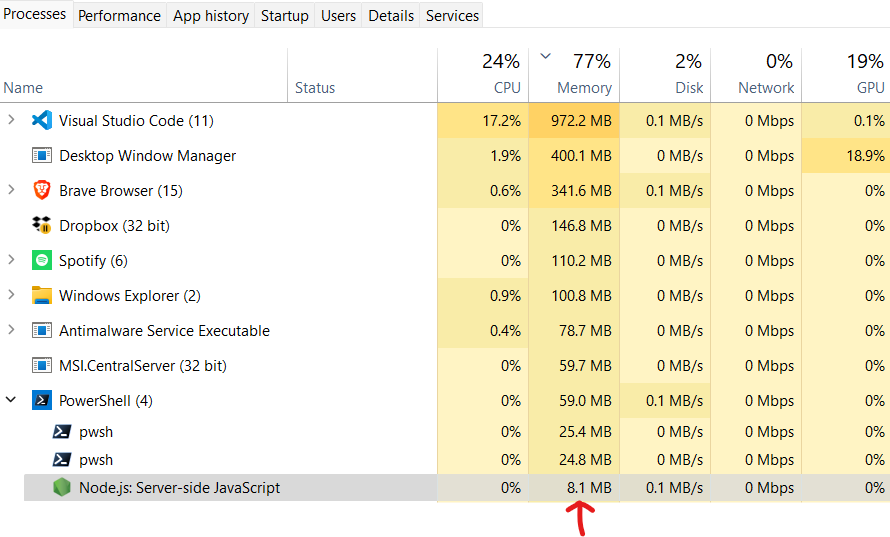 Processes Performance App history Startup Users Details Services
24% 77% 2% 0% 19%
Name Status CPU Memory Disk Network GPU
Visual Studio Code (11) 17.2% 972.2 MB 0.1 MB/s 0 Mbps 0.1%
Desktop Window Manager 1.9% 400.1 MB 0 MB/s 0 Mbps 18.9%
Brave Browser (15) 0.6% 341.6 MB 0.1 MB/s 0 Mbps 0%
Dropbox (32 bit) 0% 146.8 MB 0 MB/s 0 Mbps 0%
Spotify (6) 0% 110.2 MB 0 MB/s 0 Mbps 0%
Windows Explorer (2) 0.9% 100.8 MB 0 MB/s 0 Mbps 0%
Antimalware Service Executable 0.4% 78.7 MB 0 MB/s 0 Mbps 0%
MSI.CentralServer (32 bit) 0% 59.7 MB 0 MB/s 0 Mbps 0%
PowerShell (4) 0% 59.0 MB 0.1 MB/s 0 Mbps 0%
pwsh 0% 25.4 MB 0 MB/s 0 Mbps 0%
pwsh 0% 24.8 MB 0 MB/s 0 Mbps 0%
Node.js: Server-side JavaScript 0% 8.1 MB 0.1 MB/s 0 Mbps 0%